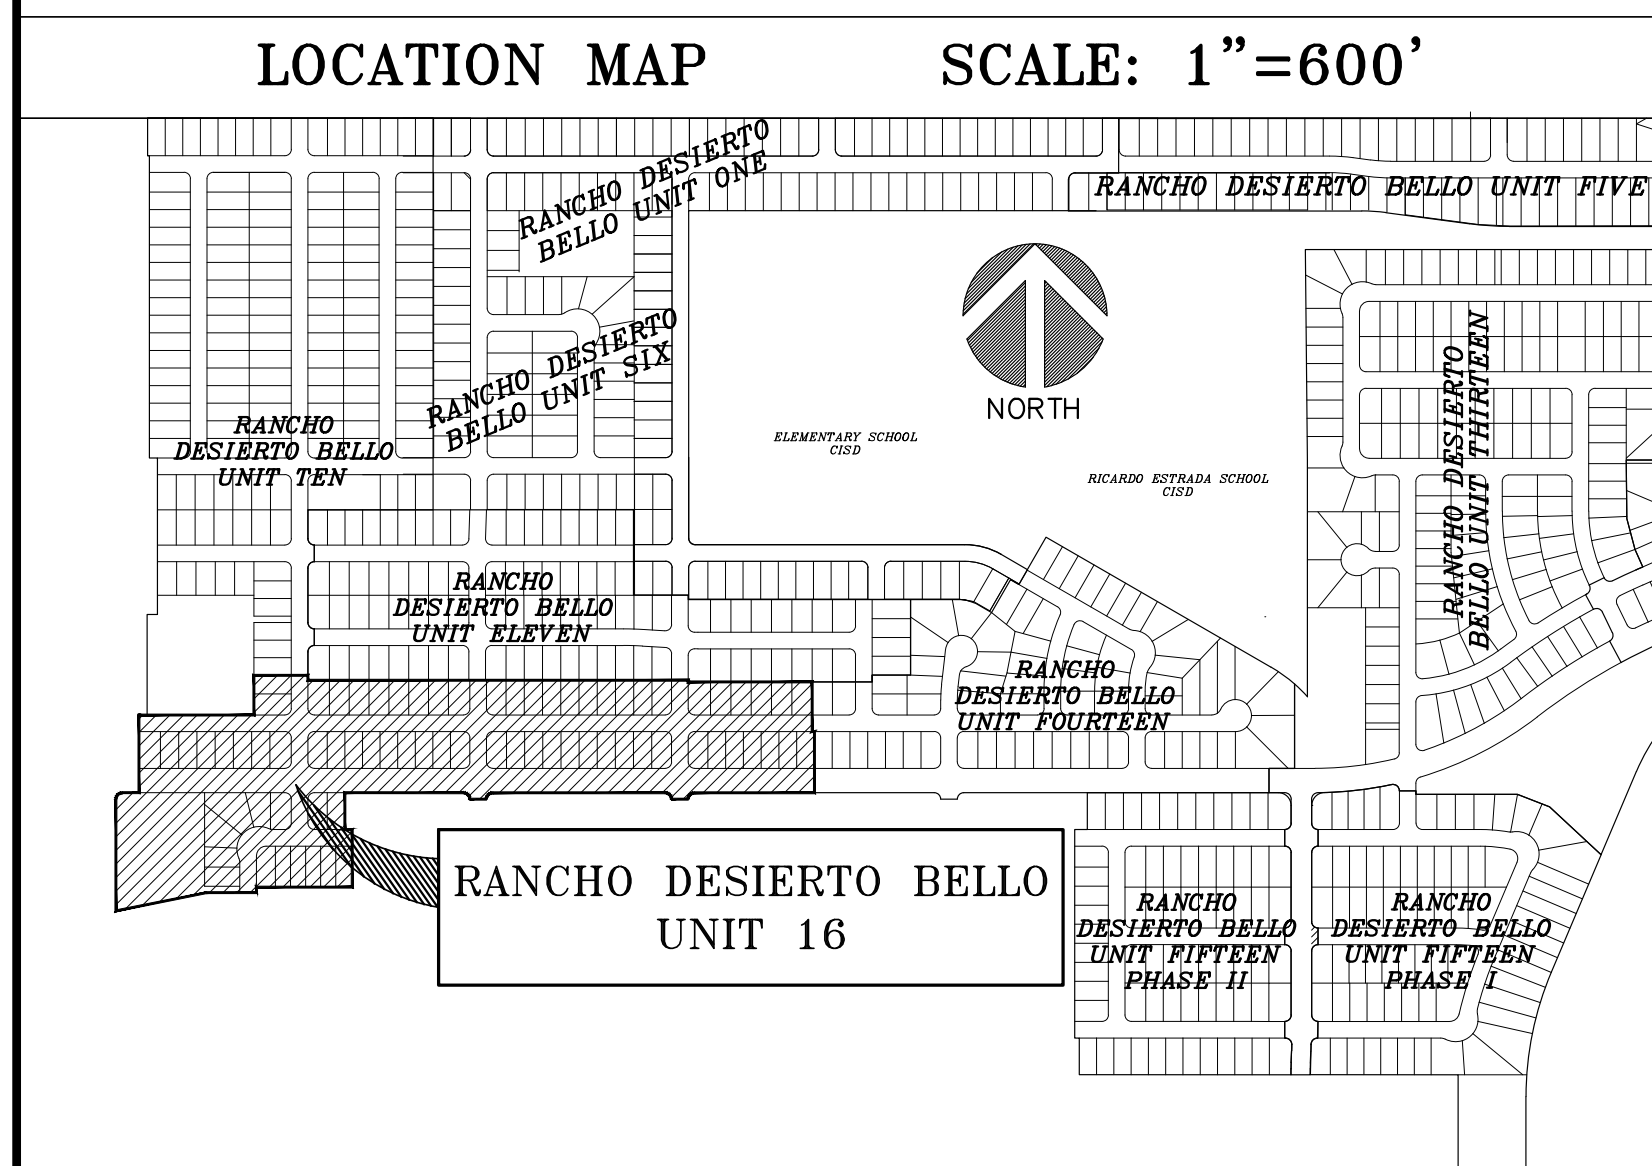 LOCATION MAP SCALE: 1”=600’
RANCHO DESIERTO
BELLO UNIT ONE
RANCHO DESIERTO BELLO UNIT FIVE
RANCHO DESIERTO
BELLO UNIT SIX
NORTH
RANCHO
DESIERTO BELLO
UNIT TEN
ELEMENTARY SCHOOL
CISD
RICARDO ESTRADA SCHOOL
CISD
RANCHO DESIERTO
BELLO UNIT THIRTEEN
RANCHO
DESIERTO BELLO
UNIT ELEVEN
RANCHO
DESIERTO BELLO
UNIT FOURTEEN
RANCHO DESIERTO BELLO
UNIT 16
RANCHO
DESIERTO BELLO
UNIT FIFTEEN
PHASE II
RANCHO
DESIERTO BELLO
UNIT FIFTEEN
PHASE I